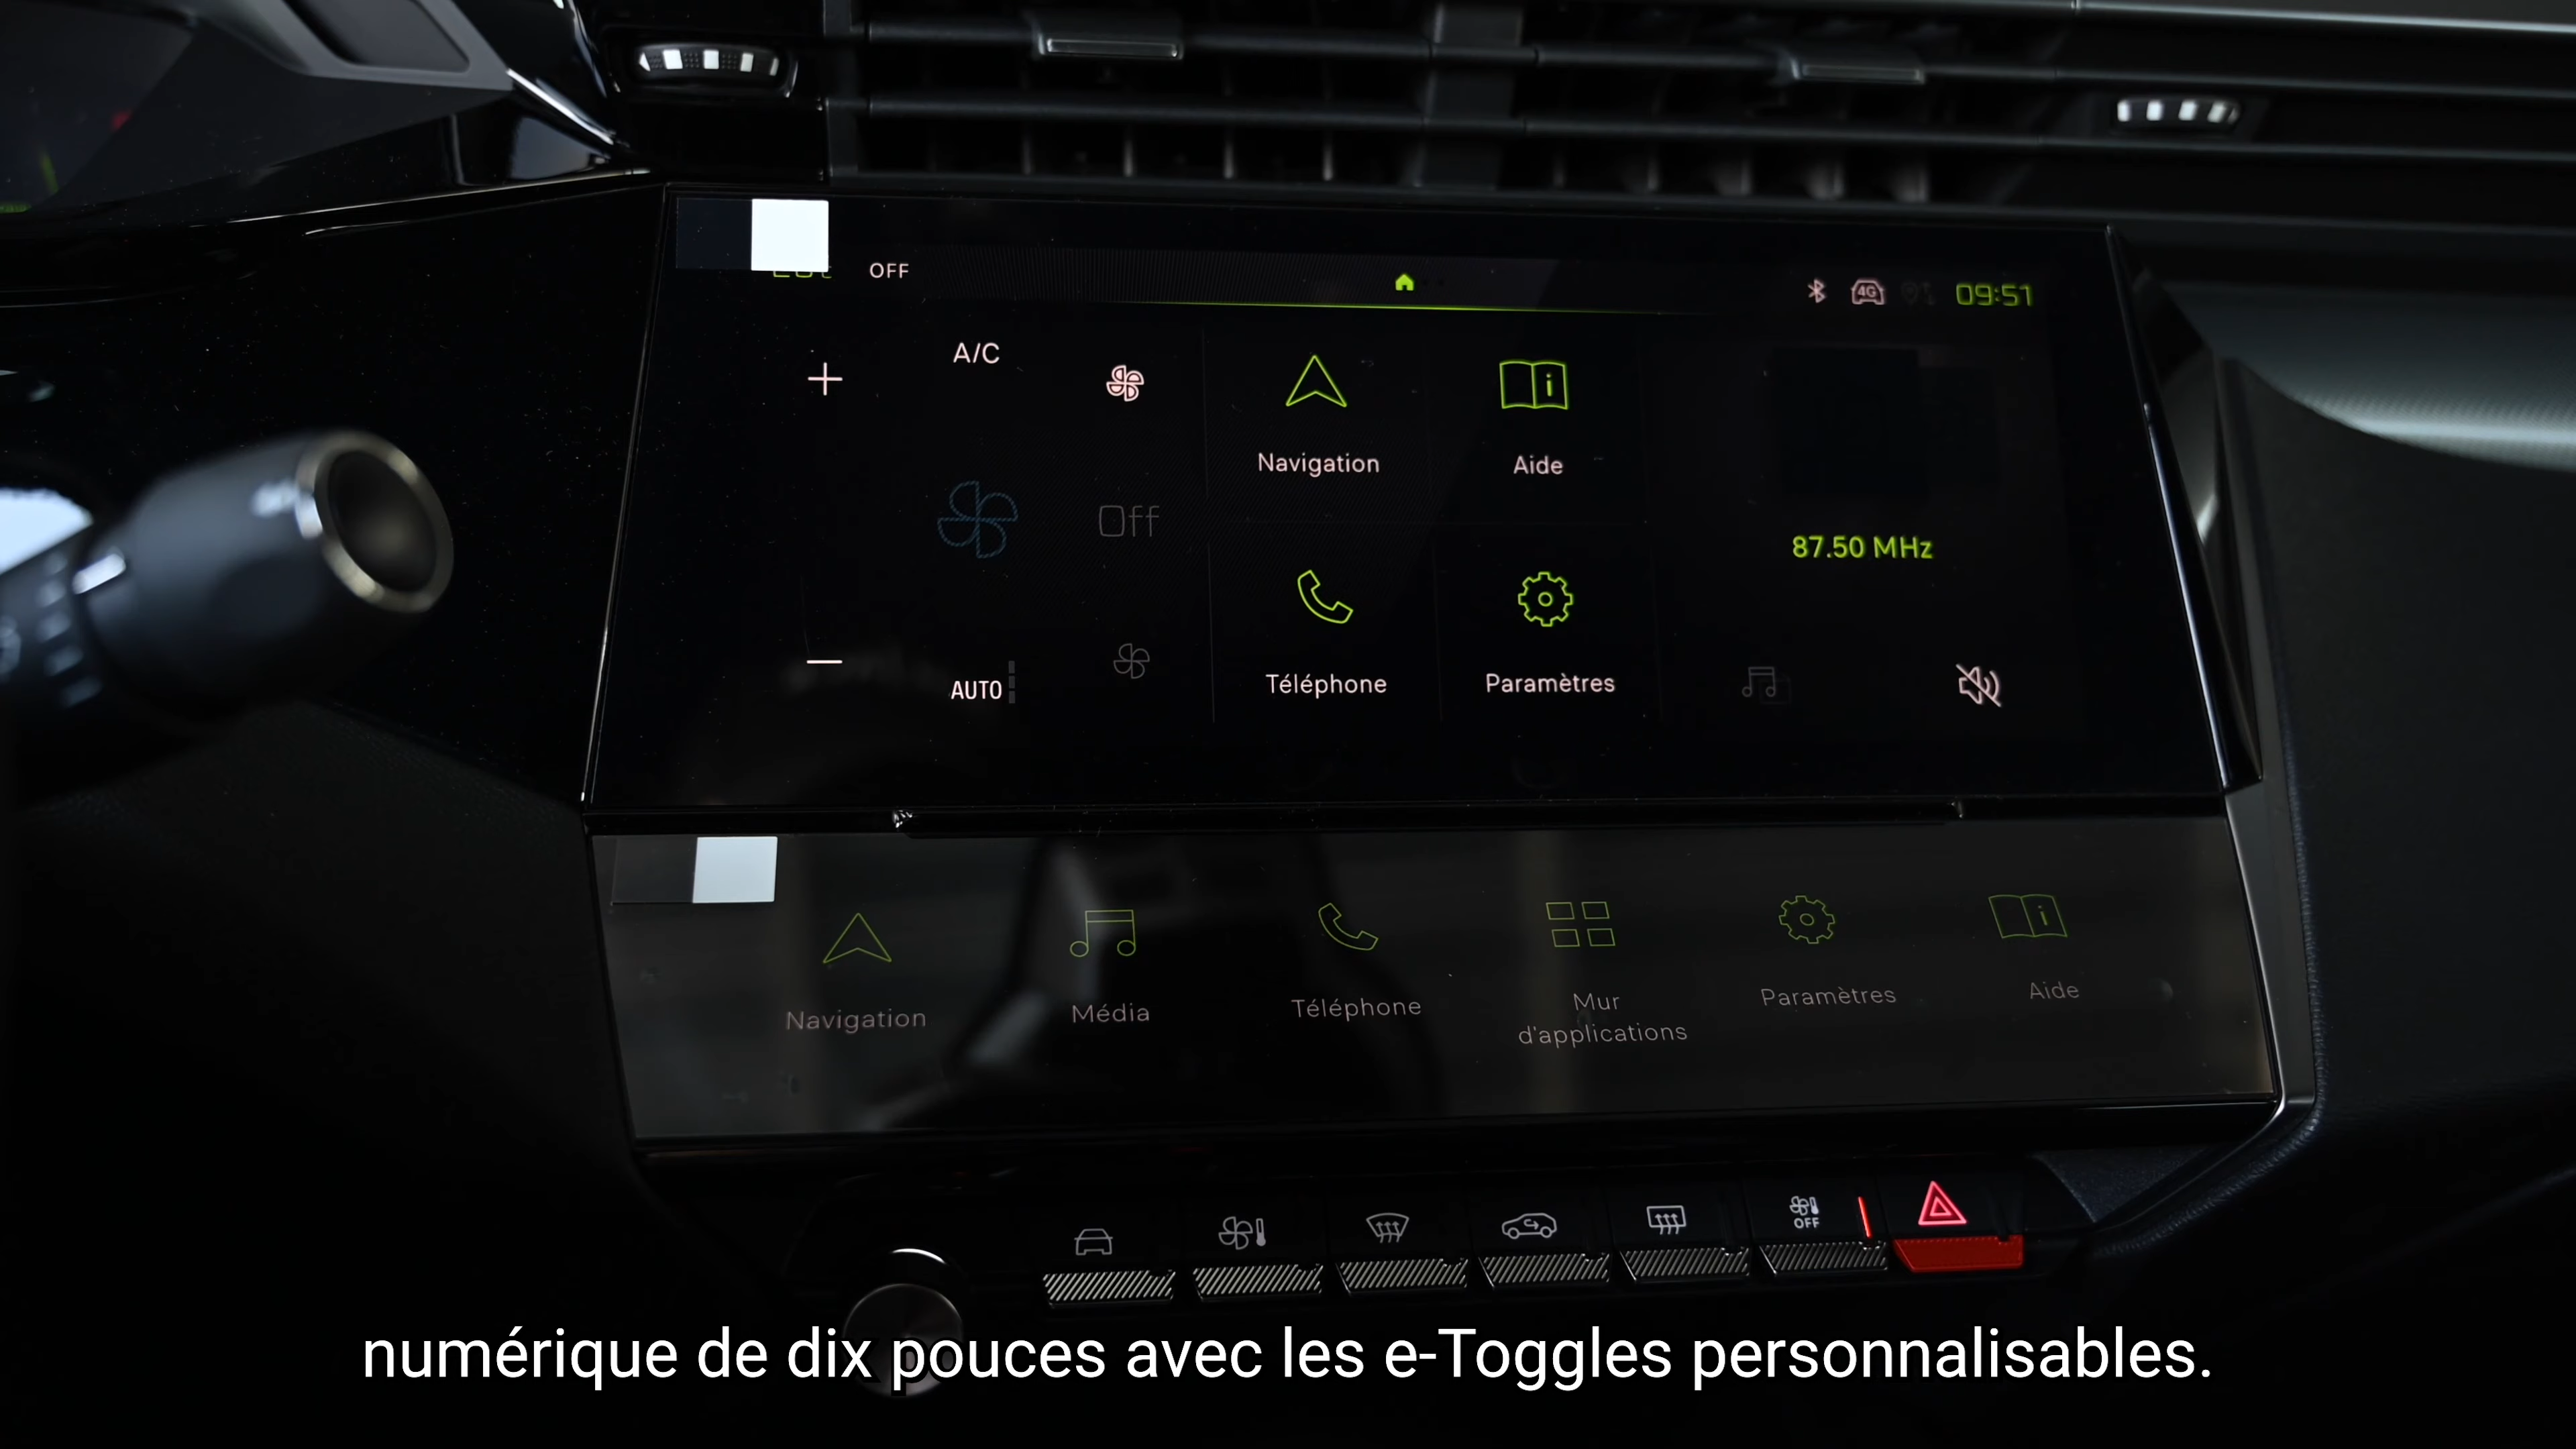 OFF
4G
09:51
A/C
Navigation
Aide
Off
87.50 MHz
AUTO
Téléphone
Paramètres
Navigation
Média
Téléphone
Mur
d'applications
Paramètres
Aide
OFF
numérique de dix pouces avec les e-Toggles personnalisables.